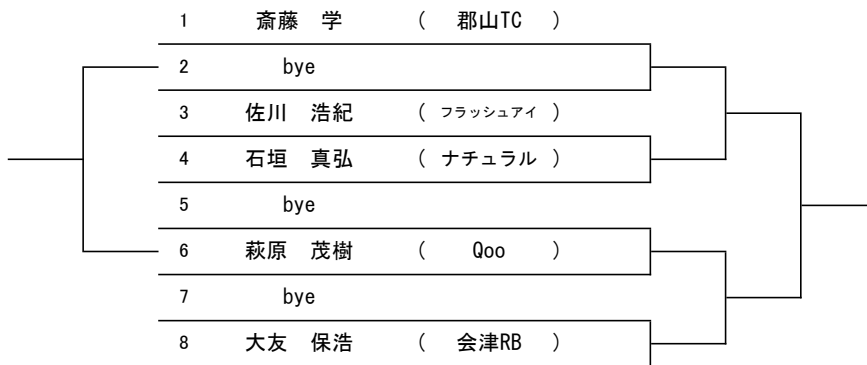 1 斎藤 学 ( 郡山TC )
2 bye
3 佐川 浩紀 ( フラッシュアイ )
4 石垣 真弘 ( ナチュラル )
5 bye
6 萩原 茂樹 ( Qoo )
7 bye
8 大友 保浩 ( 会津RB )